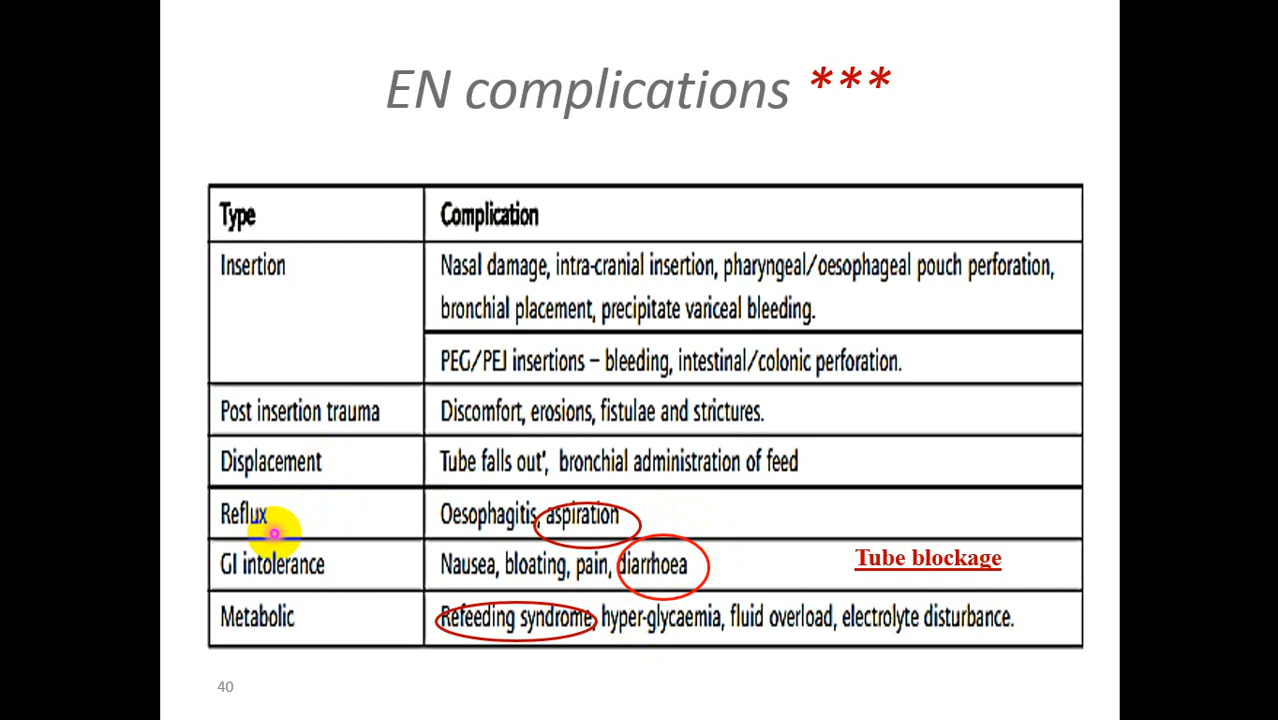 EN complications ***
Type Complication
Insertion Nasal damage, intra-cranial insertion, pharyngeal/oesophageal pouch perforation,
bronchial placement, precipitate variceal bleeding.
PEG/PEJ insertions – bleeding, intestinal/colonic perforation.
Post insertion trauma Discomfort, erosions, fistulae and strictures.
Displacement Tube falls out', bronchial administration of feed
Reflux Oesophagitis, aspiration
GI intolerance Nausea, bloating, pain, diarrhoea Tube blockage
Metabolic Refeeding syndrome, hyper-glycaemia, fluid overload, electrolyte disturbance.
40